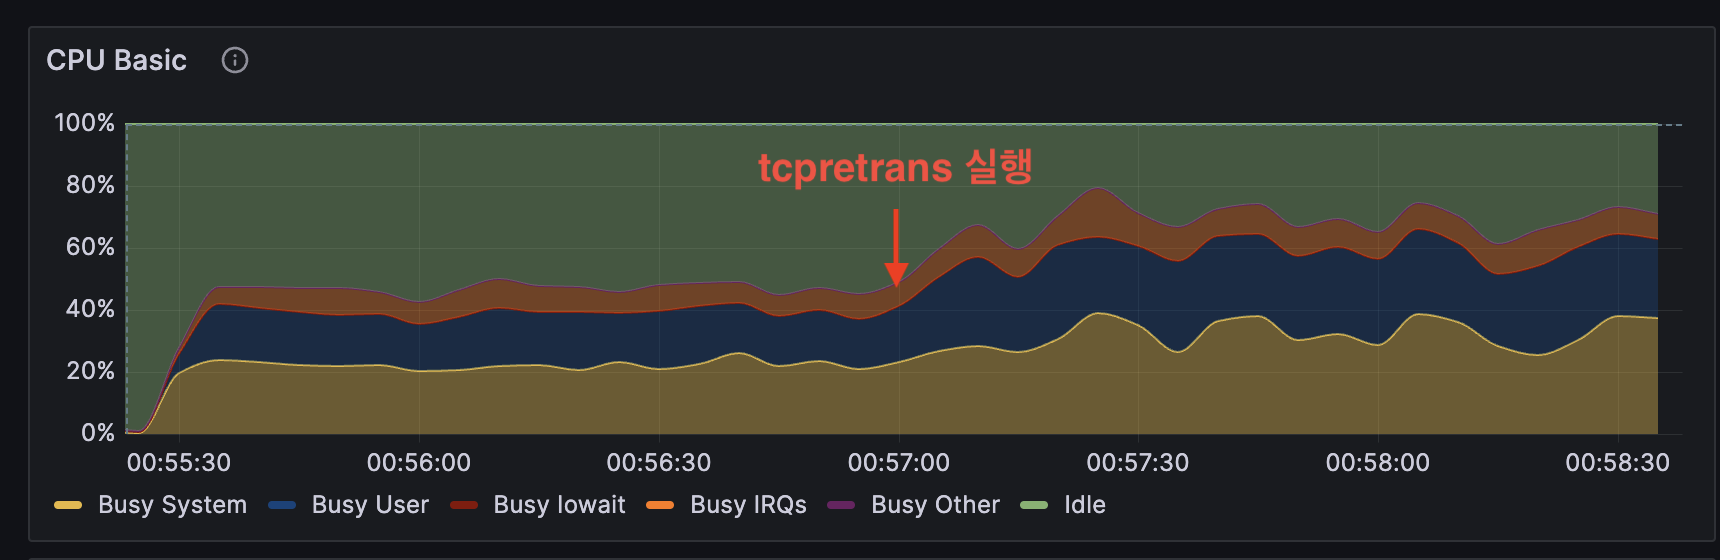 CPU Basic
100%
tcpretrans 실행
80%
60%
40%
20%
0%
00:55:30 00:56:00 00:56:30 00:57:00 00:57:30 00:58:00 00:58:30
Busy System Busy User Busy Iowait Busy IRQs Busy Other Idle